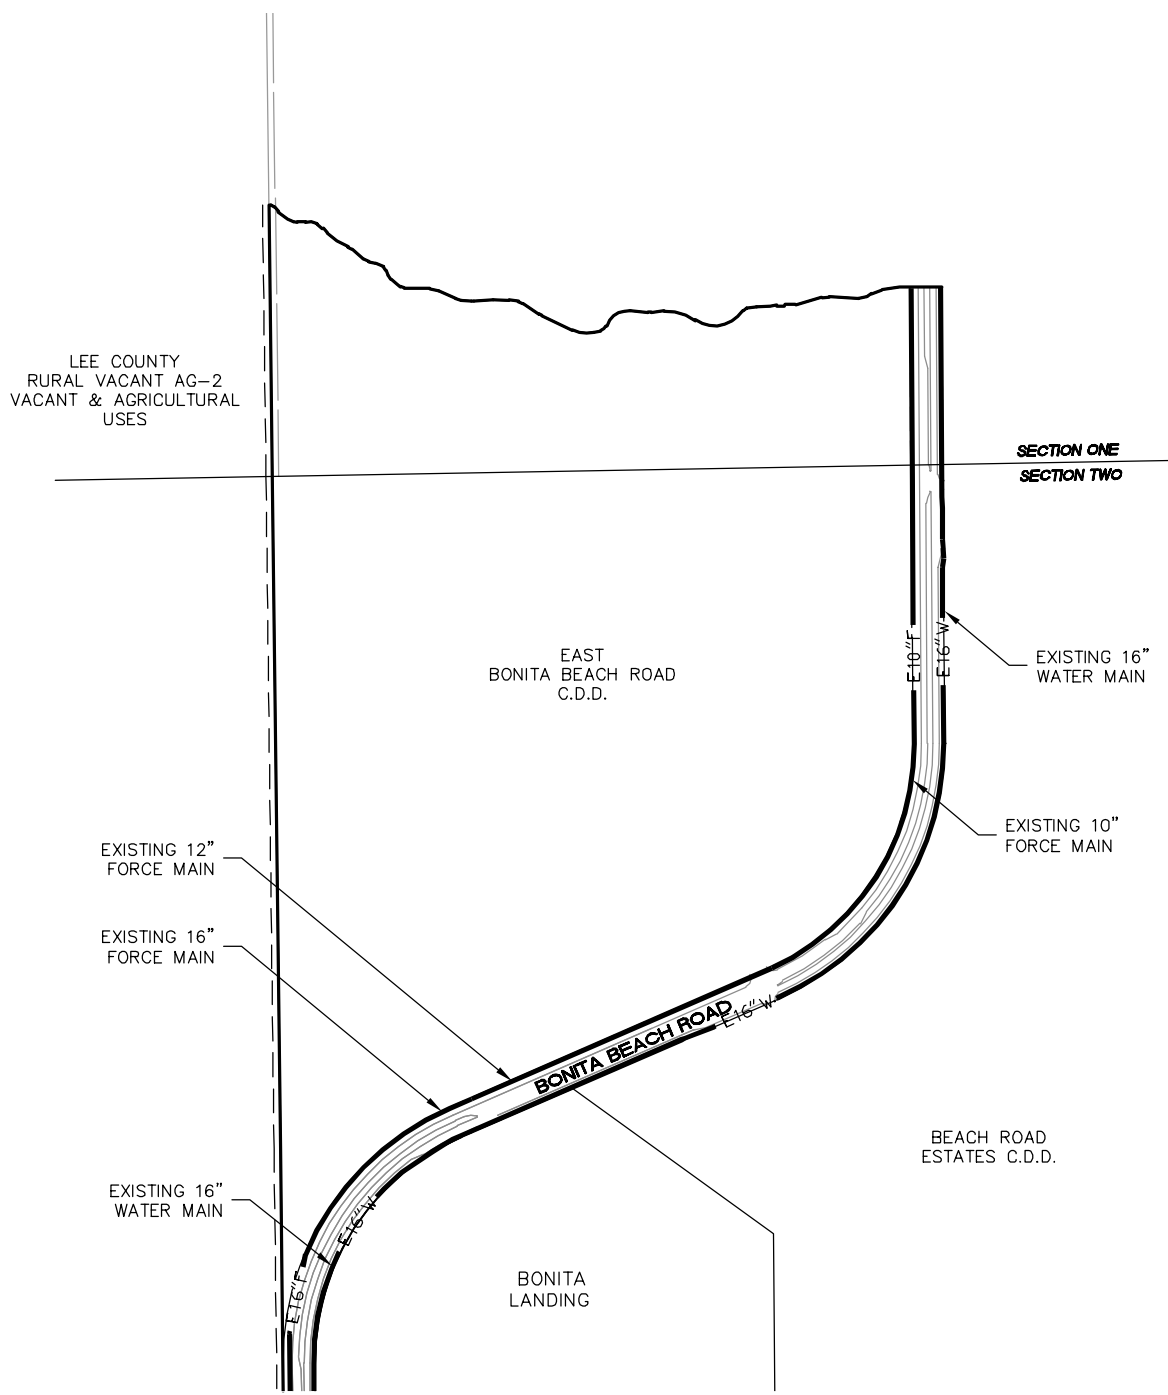 LEE COUNTY
RURAL VACANT AG-2
VACANT & AGRICULTURAL
USES
SECTION ONE
SECTION TWO
EAST
BONITA BEACH ROAD
C.D.D.
E10"F
E16"W
EXISTING 16"
WATER MAIN
EXISTING 10"
FORCE MAIN
EXISTING 12"
FORCE MAIN
EXISTING 16"
FORCE MAIN
E16"W
BONITA BEACH ROAD
BEACH ROAD
ESTATES C.D.D.
EXISTING 16"
WATER MAIN
E16"W
E16"F
BONITA
LANDING